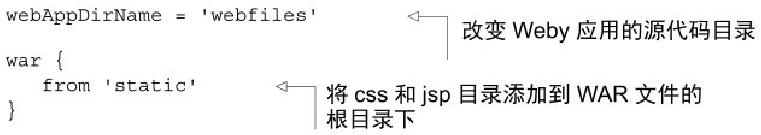 webAppDirName = 'webfiles'
改变 Weby 应用的源代码目录
war {
from 'static'
将 css 和 jsp 目录添加到 WAR 文件的
根目录下
}